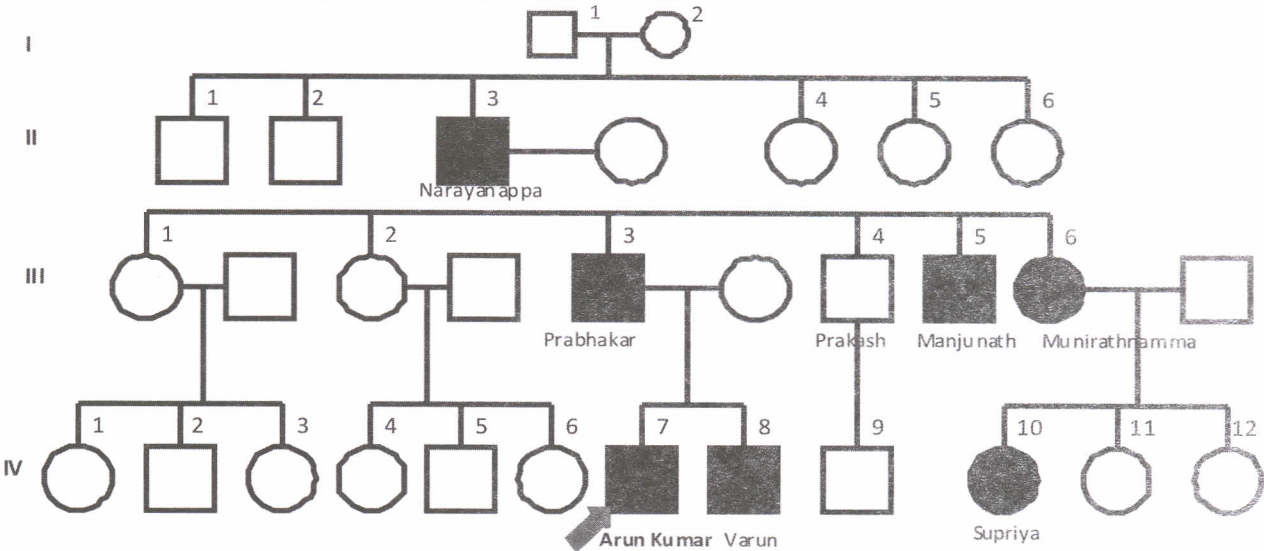 1 2
I
1 2 3 4 5 6
II
Narayanappa
1 2 3 4 5 6
III
Prabhakar Prakash Manjunath Munirathnamma
1 2 3 4 5 6 7 8 9 10 11 12
IV
Arun Kumar Varun Supriya